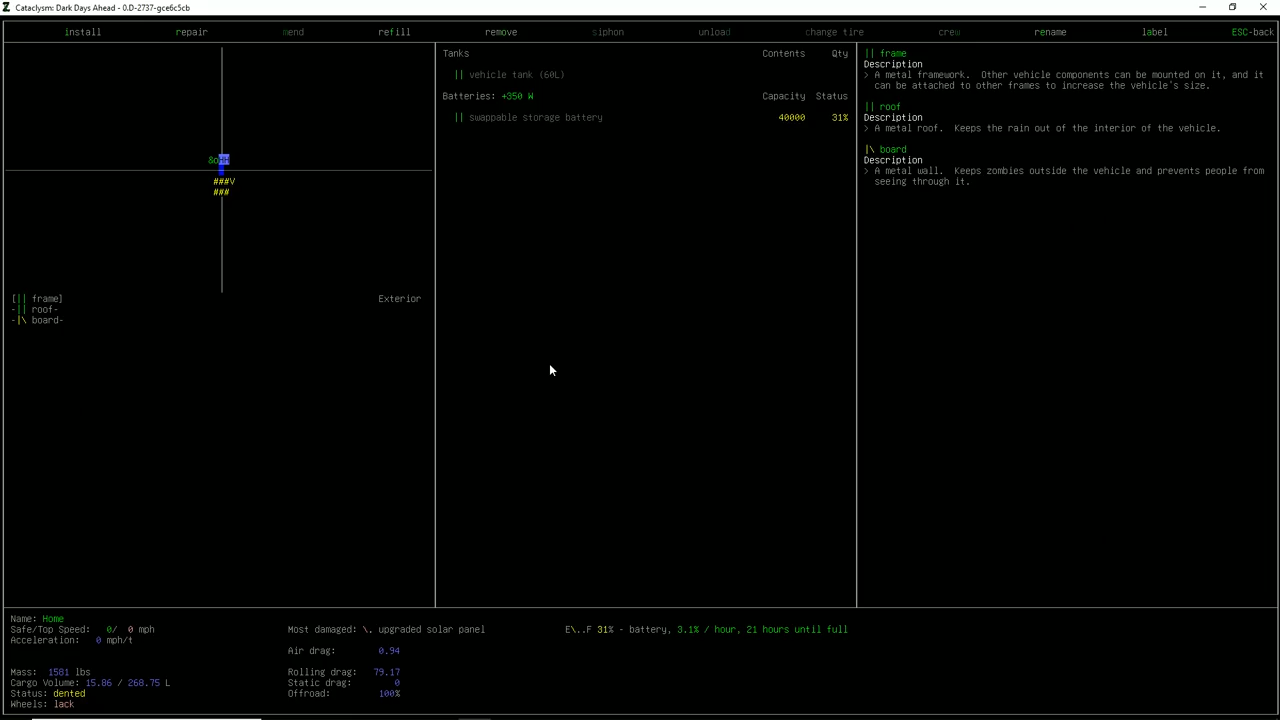 Cataclysm: Dark Days Ahead - 0.D-2737-gce6c5cb
install repair mend refill remove siphon unload change tire crew rename label ESC-back
Tanks Contents Qty
|| vehicle tank (60L)
Batteries: +350 W Capacity Status
|| swappable storage battery 40000 31%
|| frame
Description
> A metal framework. Other vehicle components can be mounted on it, and it
can be attached to other frames to increase the vehicle's size.
|| roof
Description
> A metal roof. Keeps the rain out of the interior of the vehicle.
|\ board
Description
> A metal wall. Keeps zombies outside the vehicle and prevents people from
seeing through it.
&o
###V
###
[|| frame] Exterior
-|| roof-
-|\ board-
Name: Home
Safe/Top Speed: 0/ 0 mph
Acceleration: 0 mph/t
Mass: 1581 lbs
Cargo Volume: 15.86 / 268.75 L
Status: dented
Wheels: lack
Most damaged: \. upgraded solar panel
Air drag: 0.94
Rolling drag: 79.17
Static drag: 0
Offroad: 100%
E\..F 31% - battery, 3.1% / hour, 21 hours until full